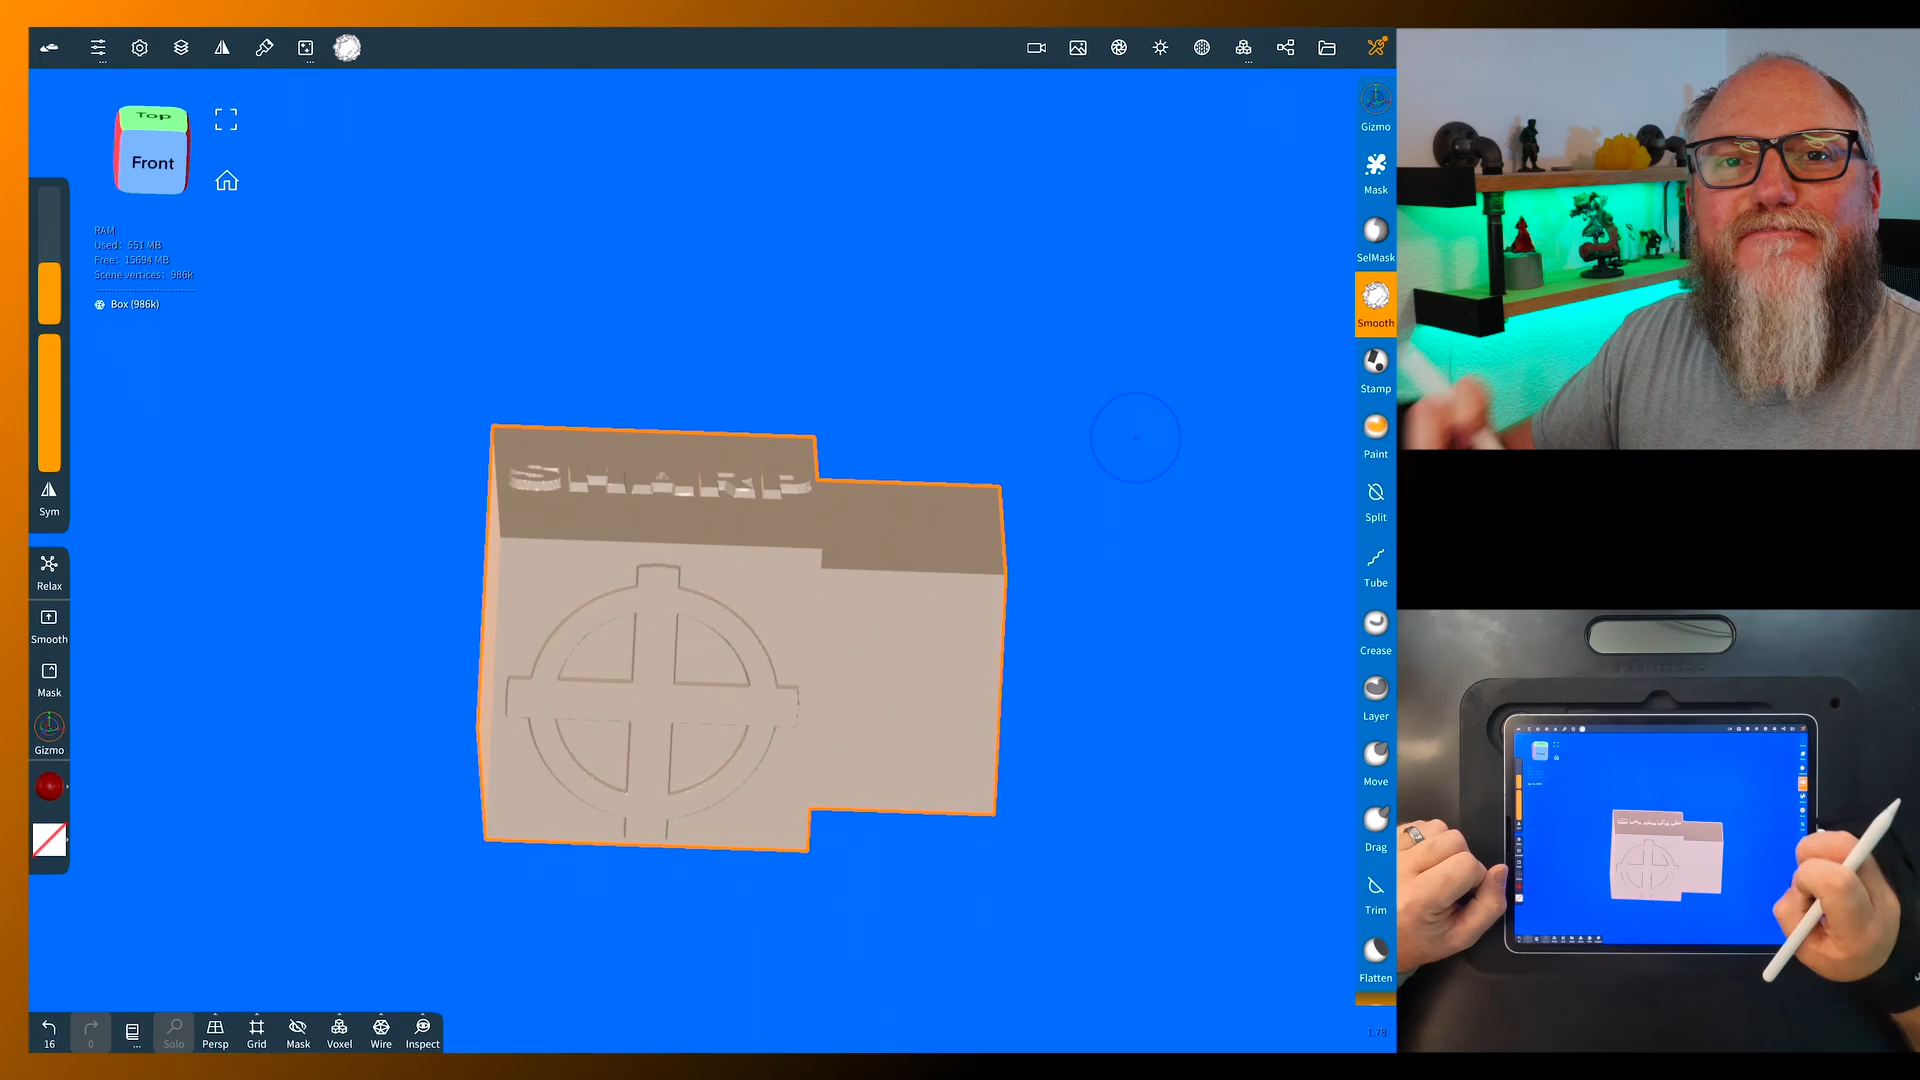 Top
Front
RAM
Used: 551 MB
Free: 15694 MB
Scene vertices: 986k
Box (986k)
Sym
Relax
Smooth
Mask
Gizmo
SHARP
Gizmo
Mask
SelMask
Smooth
Stamp
Paint
Split
Tube
Crease
Layer
Move
Drag
Trim
Flatten
1.78
16
0
Solo
Persp
Grid
Mask
Voxel
Wire
Inspect